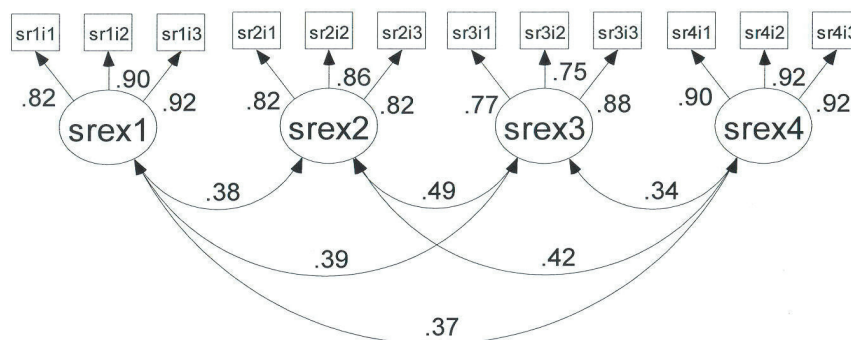 sr1i1 sr1i2 sr1i3 sr2i1 sr2i2 sr2i3 sr3i1 sr3i2 sr3i3 sr4i1 sr4i2 sr4i3
.82 .90 .92 .82 .86 .82 .77 .75 .88 .90 .92 .92
srex1 srex2 srex3 srex4
.38 .49 .34
.39 .42
.37